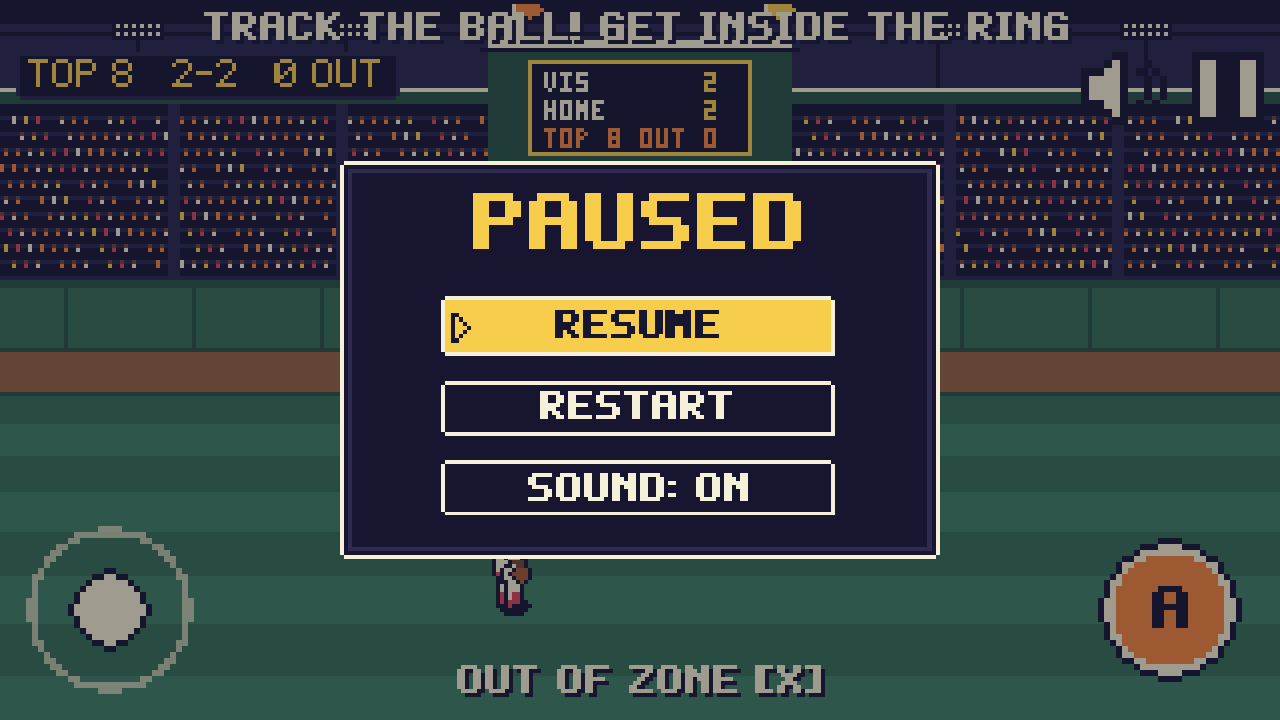 TRACK THE BALL! GET INSIDE THE RING
TOP 8 2-2 0 OUT
VIS 2
HOME 2
TOP 8 OUT 0
PAUSED
RESUME
RESTART
SOUND: ON
A
OUT OF ZONE [X]